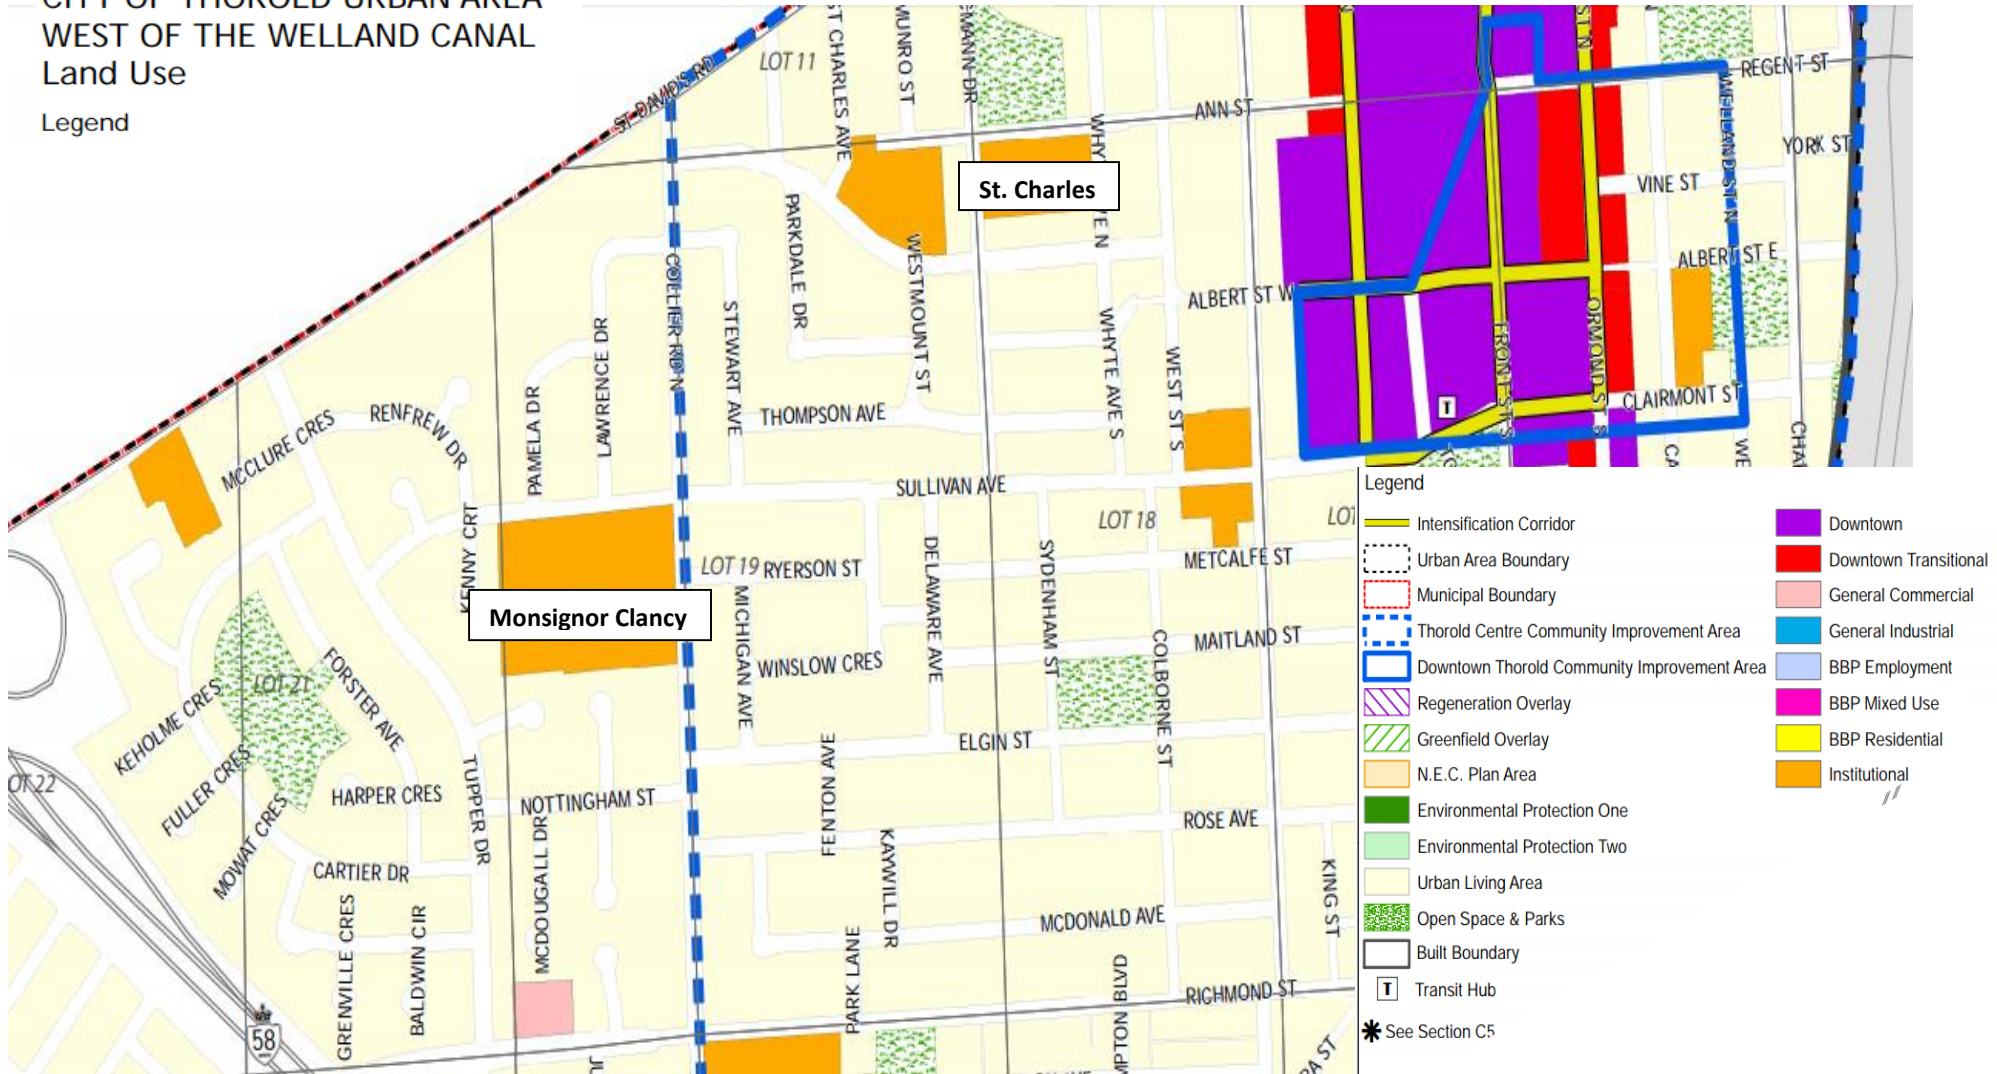 CITY OF THOROLD URBAN AREA
WEST OF THE WELLAND CANAL
Land Use
Legend
ST DAVID'S RD
LOT 11
ST CHARLES AVE
MUNRO ST
ANN ST
REGENT ST
WELLAND ST N
YORK ST
VINE ST
ALBERT ST E
St. Charles
PARKDALE DR
WESTMOUNT ST
COLLIER RD N
STEWART AVE
LAWRENCE DR
PAMELA DR
ALBERT ST W
WHYTE AVE S
WEST ST S
FRONT ST S
ORMOND ST S
T
CLAIRMONT ST
THOMPSON AVE
RENFREW DR
MCCLURE CRES
SULLIVAN AVE
KENNY CRT
LOT 18
METCALFE ST
LOT 19
RYERSON ST
DELAWARE AVE
SYDENHAM ST
Monsignor Clancy
MICHIGAN AVE
WINSLOW CRES
MAITLAND ST
COLBORNE ST
LOT 21
FORSTER AVE
KEHOLME CRES
FULLER CRES
MOWAT CRES
HARPER CRES
TUPPER DR
NOTTINGHAM ST
ELGIN ST
FENTON AVE
ROSE AVE
KAYWILL DR
CARTIER DR
MCDOUGALL DR
GRENVILLE CRES
BALDWIN CIR
PARK LANE
MCDONALD AVE
KING ST
RICHMOND ST
58
Legend
Intensification Corridor
Urban Area Boundary
Municipal Boundary
Thorold Centre Community Improvement Area
Downtown Thorold Community Improvement Area
Regeneration Overlay
Greenfield Overlay
N.E.C. Plan Area
Environmental Protection One
Environmental Protection Two
Urban Living Area
Open Space & Parks
Built Boundary
T Transit Hub
See Section C5
Downtown
Downtown Transitional
General Commercial
General Industrial
BBP Employment
BBP Mixed Use
BBP Residential
Institutional